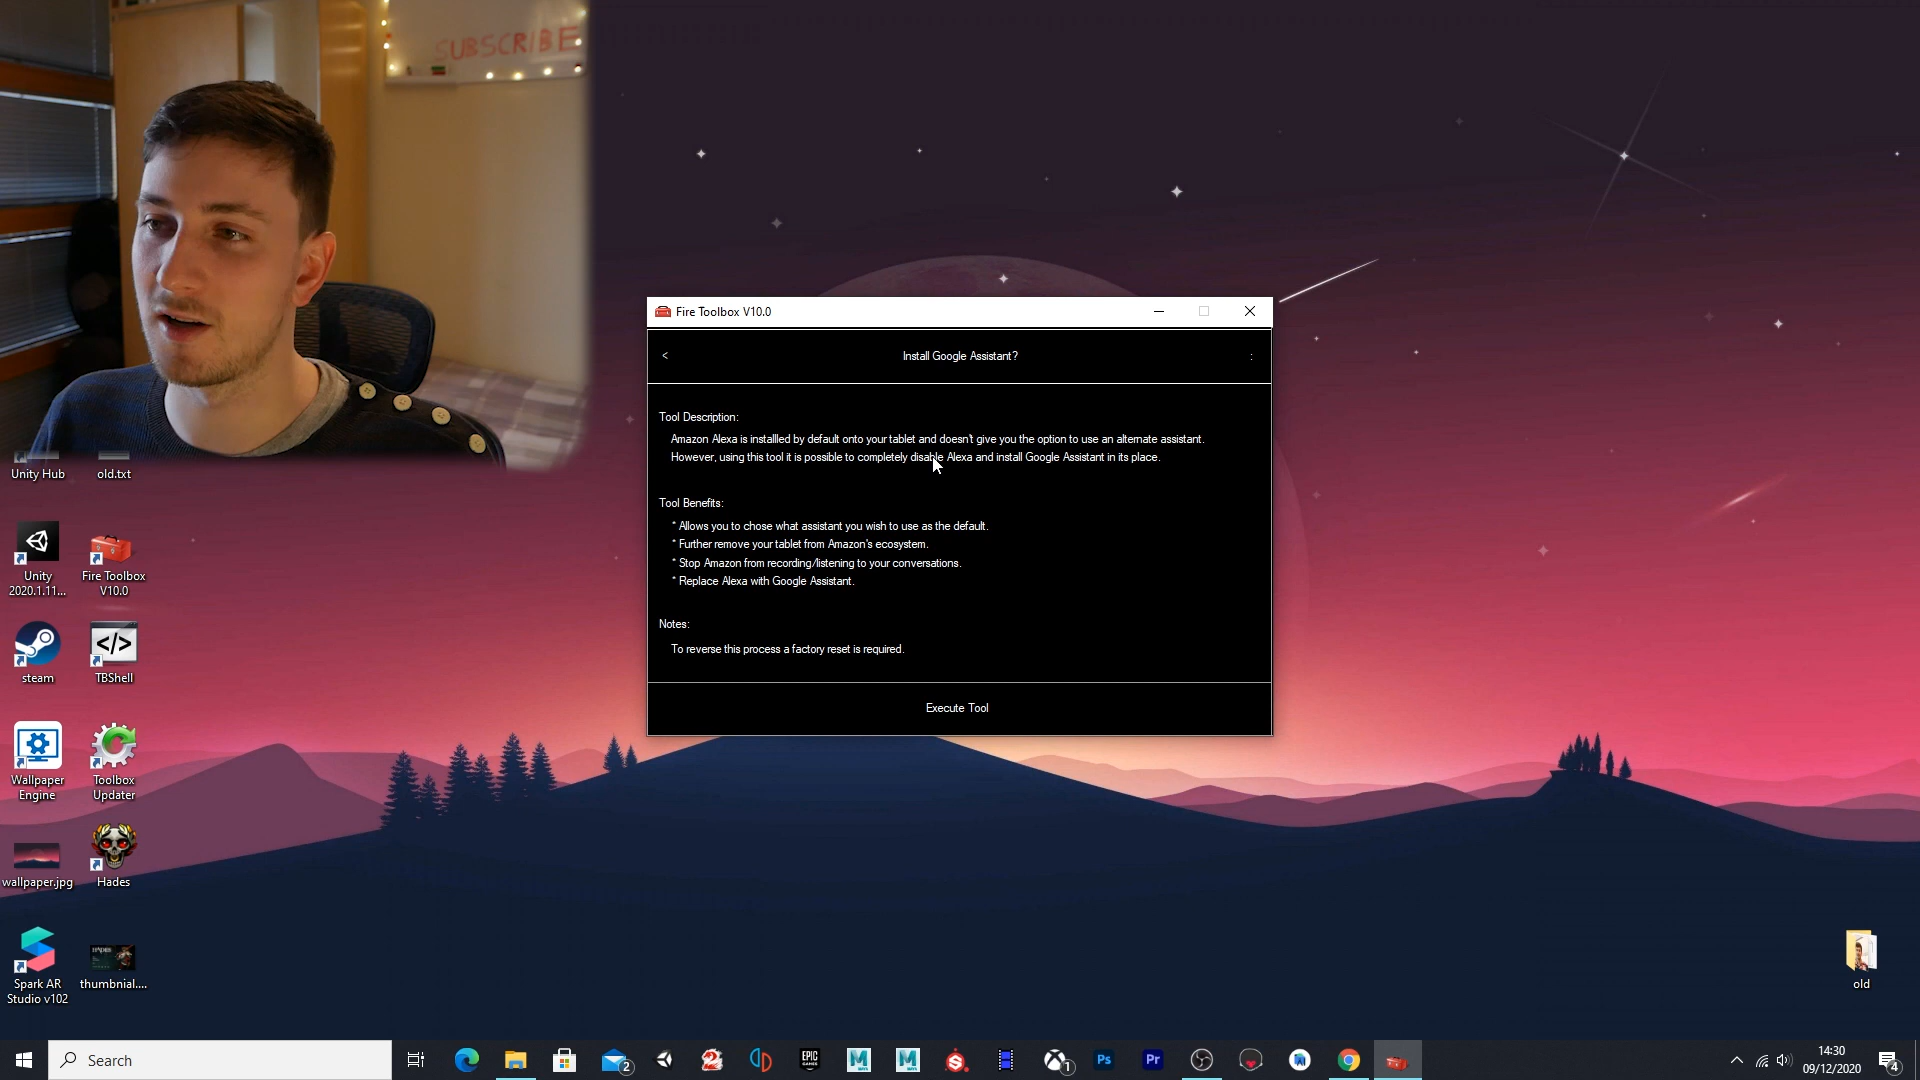 SUBSCRIBE
Fire Toolbox V10.0
<
Install Google Assistant?
:
Tool Description:
Amazon Alexa is installled by default onto your tablet and doesn't give you the option to use an alternate assistant.
However, using this tool it is possible to completely disable Alexa and install Google Assistant in its place.
Tool Benefits:
* Allows you to chose what assistant you wish to use as the default.
* Further remove your tablet from Amazon's ecosystem.
* Stop Amazon from recording/listening to your conversations.
* Replace Alexa with Google Assistant.
Notes:
To reverse this process a factory reset is required.
Execute Tool
Unity Hub
old.txt
Unity
2020.1.11...
Fire Toolbox
V10.0
steam
TBShell
Wallpaper
Engine
Toolbox
Updater
wallpaper.jpg
Hades
Spark AR
Studio v102
thumbnial....
old
Search
2
EPIC
GAMES
M
M
1
Ps
Pr
14:30
09/12/2020
4